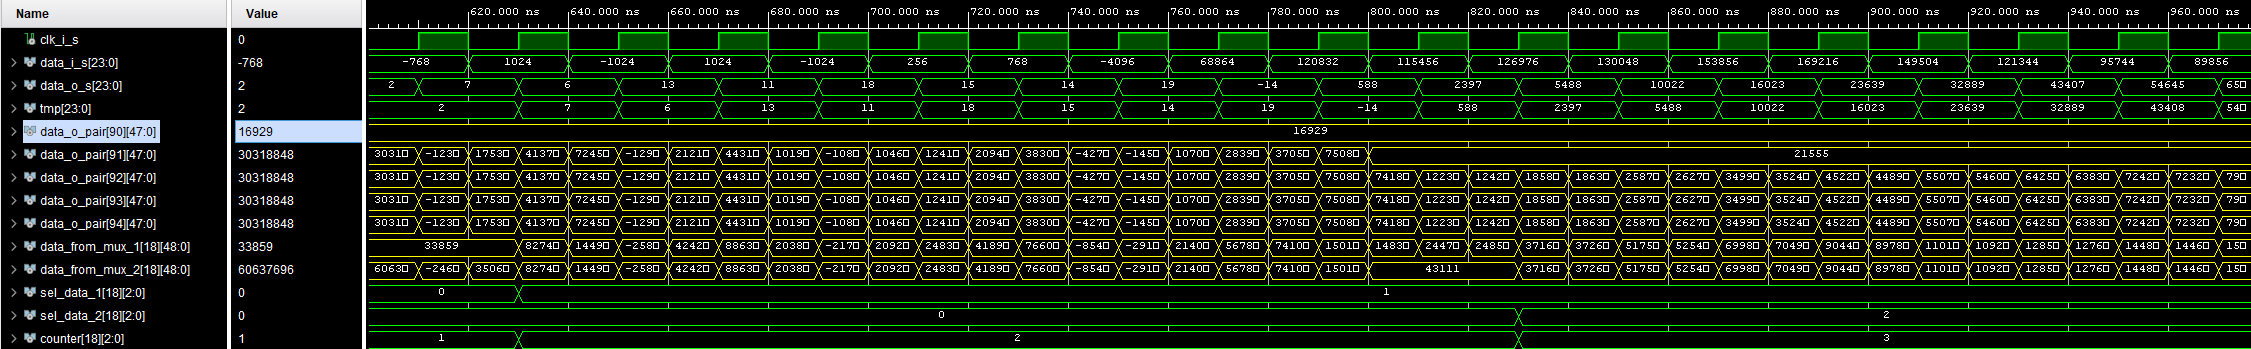 Name Value 620.000 ns 640.000 ns 660.000 ns 680.000 ns 700.000 ns 720.000 ns 740.000 ns 760.000 ns 780.000 ns 800.000 ns 820.000 ns 840.000 ns 860.000 ns 880.000 ns 900.000 ns 920.000 ns 940.000 ns 960.000 ns
clk_i_s 0
data_i_s[23:0] -768 -768 1024 -1024 1024 -1024 256 768 -4096 68864 120832 115456 126976 130048 153856 169216 149504 121344 95744 89856
data_o_s[23:0] 2 2 7 6 13 11 18 15 14 19 -14 588 2397 5488 10022 16023 23639 32889 43407 54645 650
tmp[23:0] 2 2 7 6 13 11 18 15 14 19 -14 588 2397 5488 10022 16023 23639 32889 43408 540
data_o_pair[90][47:0] 16929 16929
data_o_pair[91][47:0] 30318848 3031 -123 1753 4137 7245 -129 2121 4431 1019 -108 1046 1241 2094 3830 -427 -145 1070 2839 3705 7508 21555
data_o_pair[92][47:0] 30318848 3031 -123 1753 4137 7245 -129 2121 4431 1019 -108 1046 1241 2094 3830 -427 -145 1070 2839 3705 7508 7418 1223 1242 1858 1863 2587 2627 3499 3524 4522 4489 5507 5460 6425 6383 7242 7232 790
data_o_pair[93][47:0] 30318848 3031 -123 1753 4137 7245 -129 2121 4431 1019 -108 1046 1241 2094 3830 -427 -145 1070 2839 3705 7508 7418 1223 1242 1858 1863 2587 2627 3499 3524 4522 4489 5507 5460 6425 6383 7242 7232 790
data_o_pair[94][47:0] 30318848 3031 -123 1753 4137 7245 -129 2121 4431 1019 -108 1046 1241 2094 3830 -427 -145 1070 2839 3705 7508 7418 1223 1242 1858 1863 2587 2627 3499 3524 4522 4489 5507 5460 6425 6383 7242 7232 790
data_from_mux_1[18][48:0] 33859 33859 8274 1449 -258 4242 8863 2038 -217 2092 2483 4189 7660 -854 -291 2140 5678 7410 1501 1483 2447 2485 3716 3726 5175 5254 6998 7049 9044 8978 1101 1092 1285 1276 1448 1446 150
data_from_mux_2[18][48:0] 60637696 6063 -246 3506 8274 1449 -258 4242 8863 2038 -217 2092 2483 4189 7660 -854 -291 2140 5678 7410 1501 43111 3716 3726 5175 5254 6998 7049 9044 8978 1101 1092 1285 1276 1448 1446 150
sel_data_1[18][2:0] 0 0 1
sel_data_2[18][2:0] 0 0 2
counter[18][2:0] 1 1 2 3